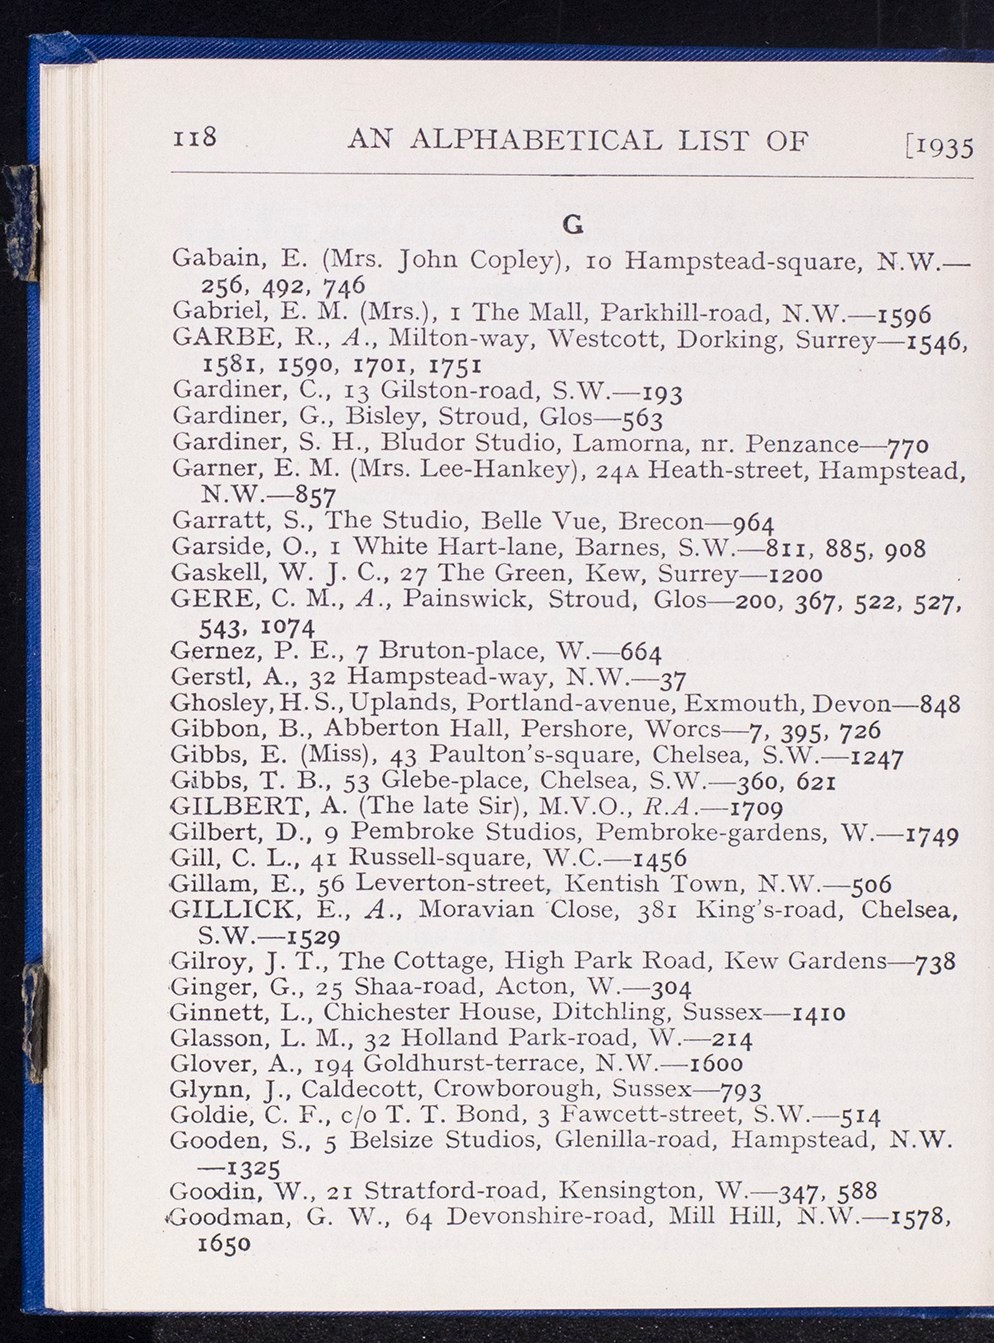 118 AN ALPHABETICAL LIST OF [1935
G
Gabain, E. (Mrs. John Copley), 10 Hampstead-square, N.W.—
256, 492, 746
Gabriel, E. M. (Mrs.), 1 The Mall, Parkhill-road, N.W.—1596
GARBE, R., A., Milton-way, Westcott, Dorking, Surrey—1546,
1581, 1590, 1701, 1751
Gardiner, C., 13 Gilston-road, S.W.—193
Gardiner, G., Bisley, Stroud, Glos—563
Gardiner, S. H., Bludor Studio, Lamorna, nr. Penzance—770
Garner, E. M. (Mrs. Lee-Hankey), 24A Heath-street, Hampstead,
N.W.—857
Garratt, S., The Studio, Belle Vue, Brecon—964
Garside, O., 1 White Hart-lane, Barnes, S.W.—811, 885, 908
Gaskell, W. J. C., 27 The Green, Kew, Surrey—1200
GERE, C. M., A., Painswick, Stroud, Glos—200, 367, 522, 527,
543, 1074
Gernez, P. E., 7 Bruton-place, W.—664
Gerstl, A., 32 Hampstead-way, N.W.—37
Ghosley, H. S., Uplands, Portland-avenue, Exmouth, Devon—848
Gibbon, B., Abberton Hall, Pershore, Worcs—7, 395, 726
Gibbs, E. (Miss), 43 Paulton's-square, Chelsea, S.W.—1247
Gibbs, T. B., 53 Glebe-place, Chelsea, S.W.—360, 621
GILBERT, A. (The late Sir), M.V.O., R.A.—1709
Gilbert, D., 9 Pembroke Studios, Pembroke-gardens, W.—1749
Gill, C. L., 41 Russell-square, W.C.—1456
Gillam, E., 56 Leverton-street, Kentish Town, N.W.—506
GILLICK, E., A., Moravian Close, 381 King's-road, Chelsea,
S.W.—1529
Gilroy, J. T., The Cottage, High Park Road, Kew Gardens—738
Ginger, G., 25 Shaa-road, Acton, W.—304
Ginnett, L., Chichester House, Ditchling, Sussex—1410
Glasson, L. M., 32 Holland Park-road, W.—214
Glover, A., 194 Goldhurst-terrace, N.W.—1600
Glynn, J., Caldecott, Crowborough, Sussex—793
Goldie, C. F., c/o T. T. Bond, 3 Fawcett-street, S.W.—514
Gooden, S., 5 Belsize Studios, Glenilla-road, Hampstead, N.W.
—1325
Goodin, W., 21 Stratford-road, Kensington, W.—347, 588
Goodman, G. W., 64 Devonshire-road, Mill Hill, N.W.—1578,
1650